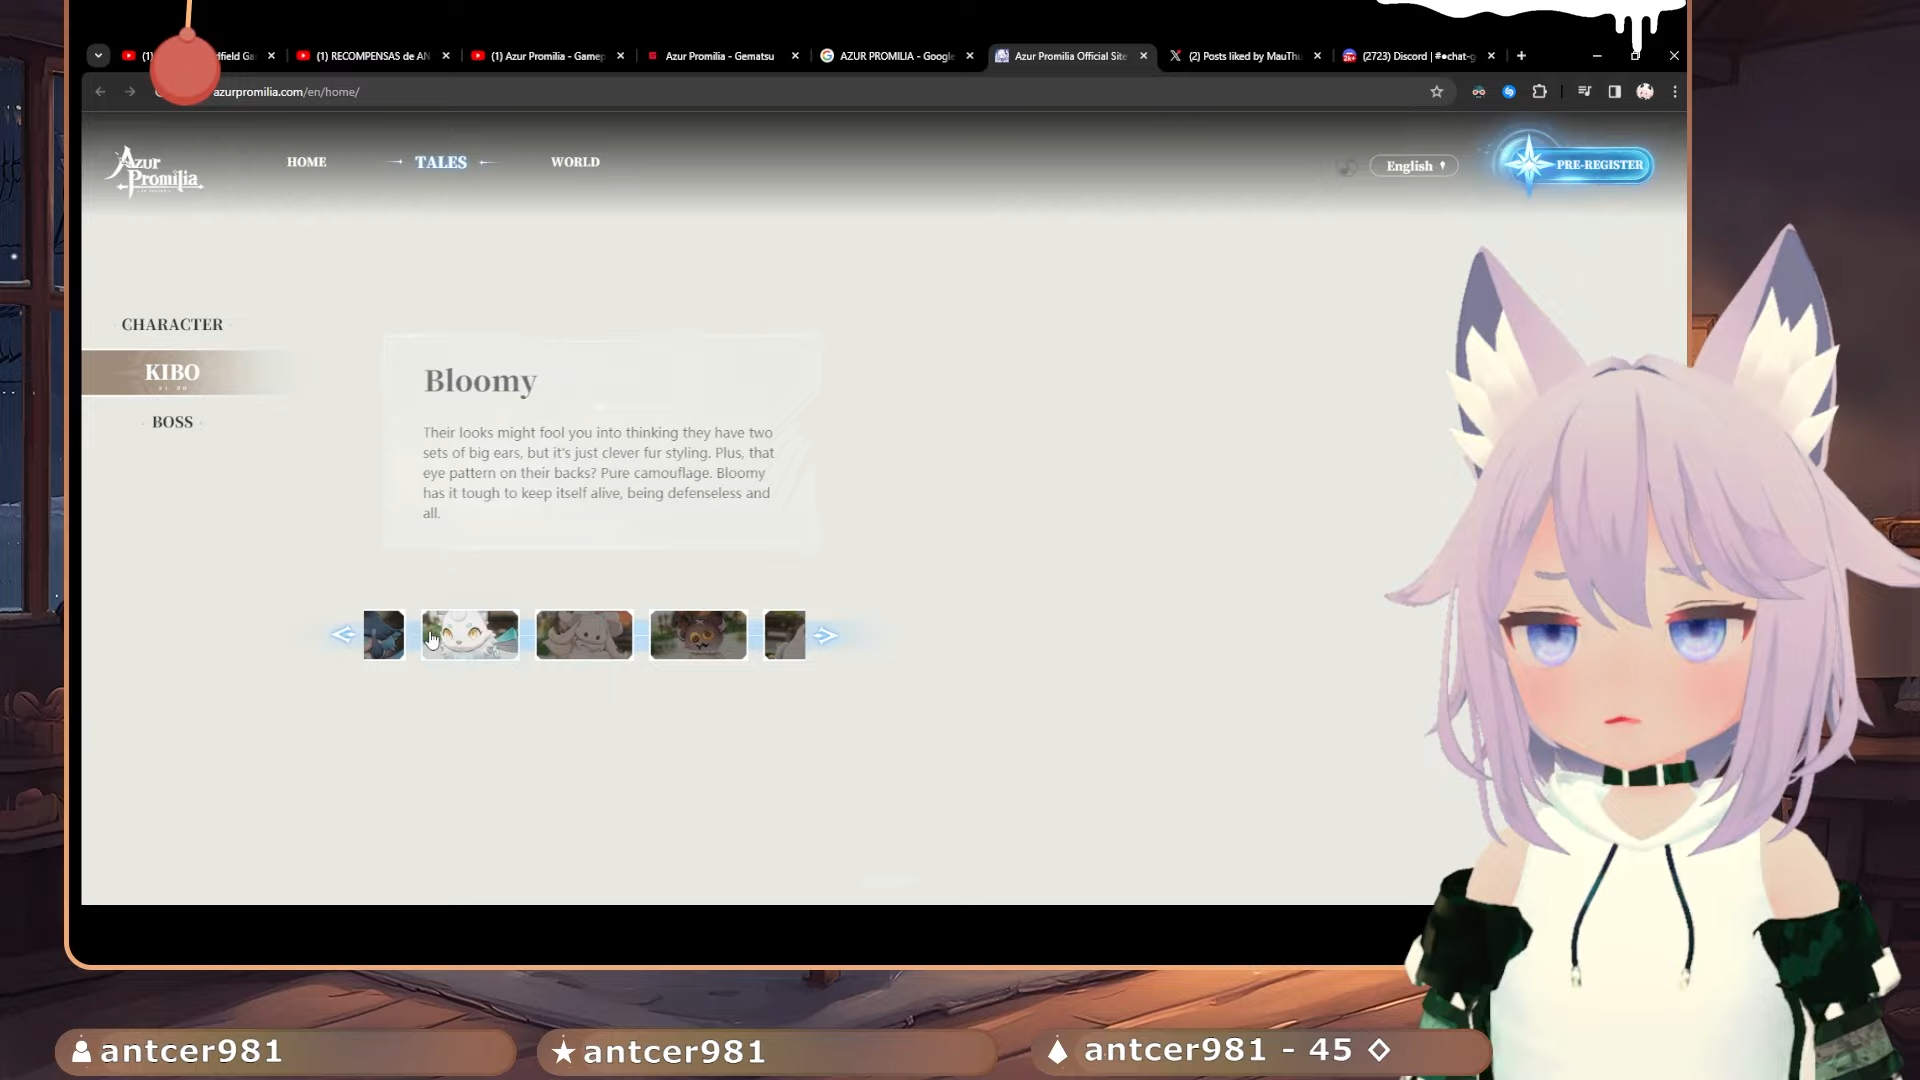 (1) dfield Ga
(1) RECOMPENSAS de AN
(1) Azur Promilia - Gamep
Azur Promilia - Gematsu
AZUR PROMILIA - Google
Azur Promilia Official Site
(2) Posts liked by MauThu
(2723) Discord | #●chat-g
azurpromilia.com/en/home/
Azur Promilia
HOME
TALES
WORLD
English
PRE-REGISTER
CHARACTER
KIBO
BOSS
Bloomy
Their looks might fool you into thinking they have two
sets of big ears, but it's just clever fur styling. Plus, that
eye pattern on their backs? Pure camouflage. Bloomy
has it tough to keep itself alive, being defenseless and
all.
antcer981
antcer981
antcer981 - 45